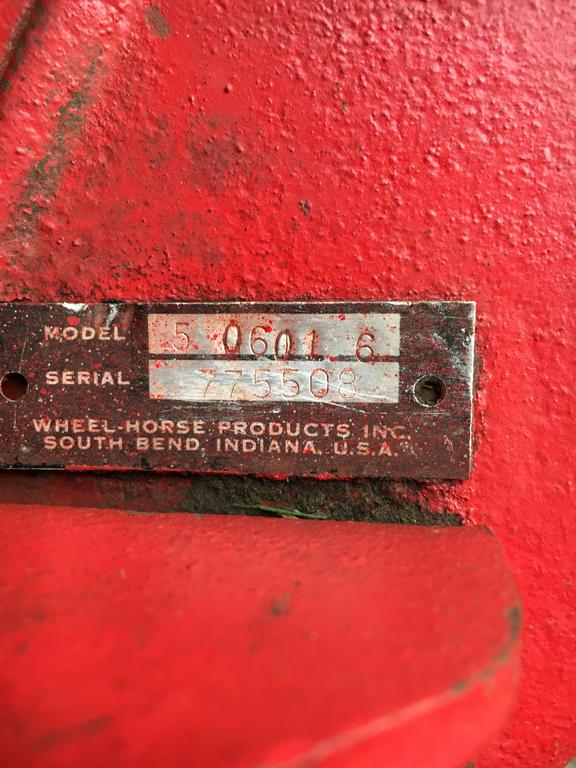 MODEL 5 0601 6
SERIAL 775508
WHEEL-HORSE PRODUCTS, INC.
SOUTH BEND, INDIANA, U.S.A.